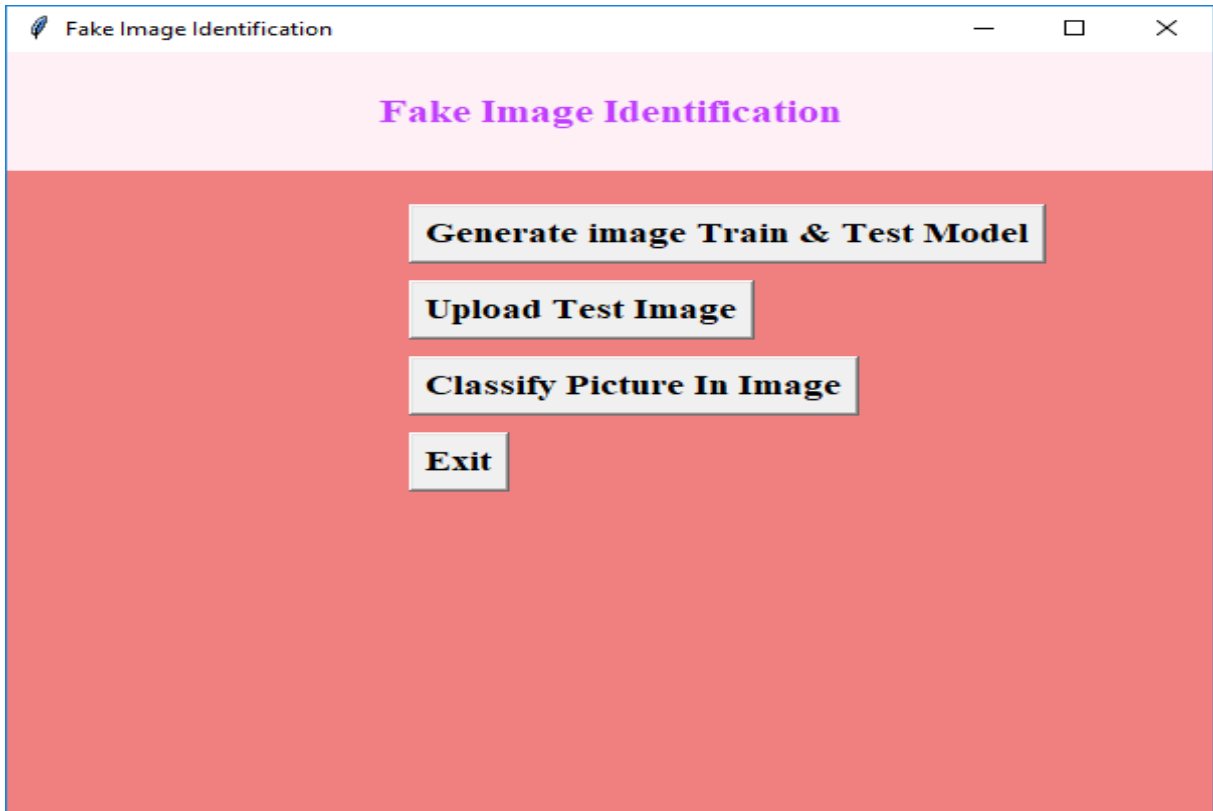 Fake Image Identification
Fake Image Identification
Generate image Train & Test Model
Upload Test Image
Classify Picture In Image
Exit